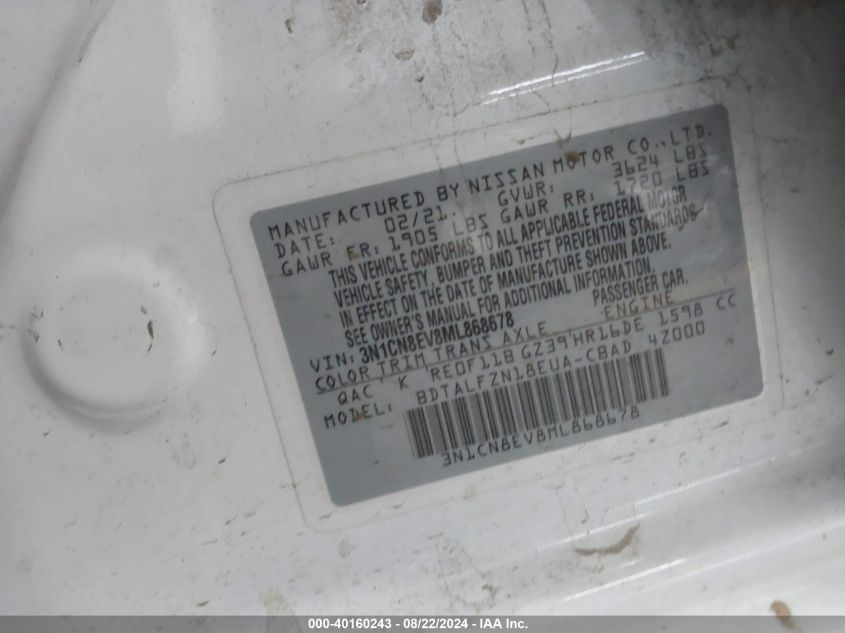 MANUFACTURED BY NISSAN MOTOR CO., LTD.
DATE: 02/21. GVWR: 3624 LBS
GAWR FR: 1905 LBS GAWR RR: 1720 LBS
THIS VEHICLE CONFORMS TO ALL APPLICABLE FEDERAL MOTOR
VEHICLE SAFETY, BUMPER AND THEFT PREVENTION STANDARDS
IN EFFECT ON THE DATE OF MANUFACTURE SHOWN ABOVE.
SEE OWNER'S MANUAL FOR ADDITIONAL INFORMATION.
VIN: 3N1CN8EV8ML868678 PASSENGER CAR.
COLOR TRIM TRANS AXLE ENGINE
QAC K RE0F11B GZ39 HR16DE 1598 CC
MODEL: BDTALFZN18EUA-CBAD 42000
3N1CN8EV8ML868678
000-40160243 - 08/22/2024 - IAA Inc.